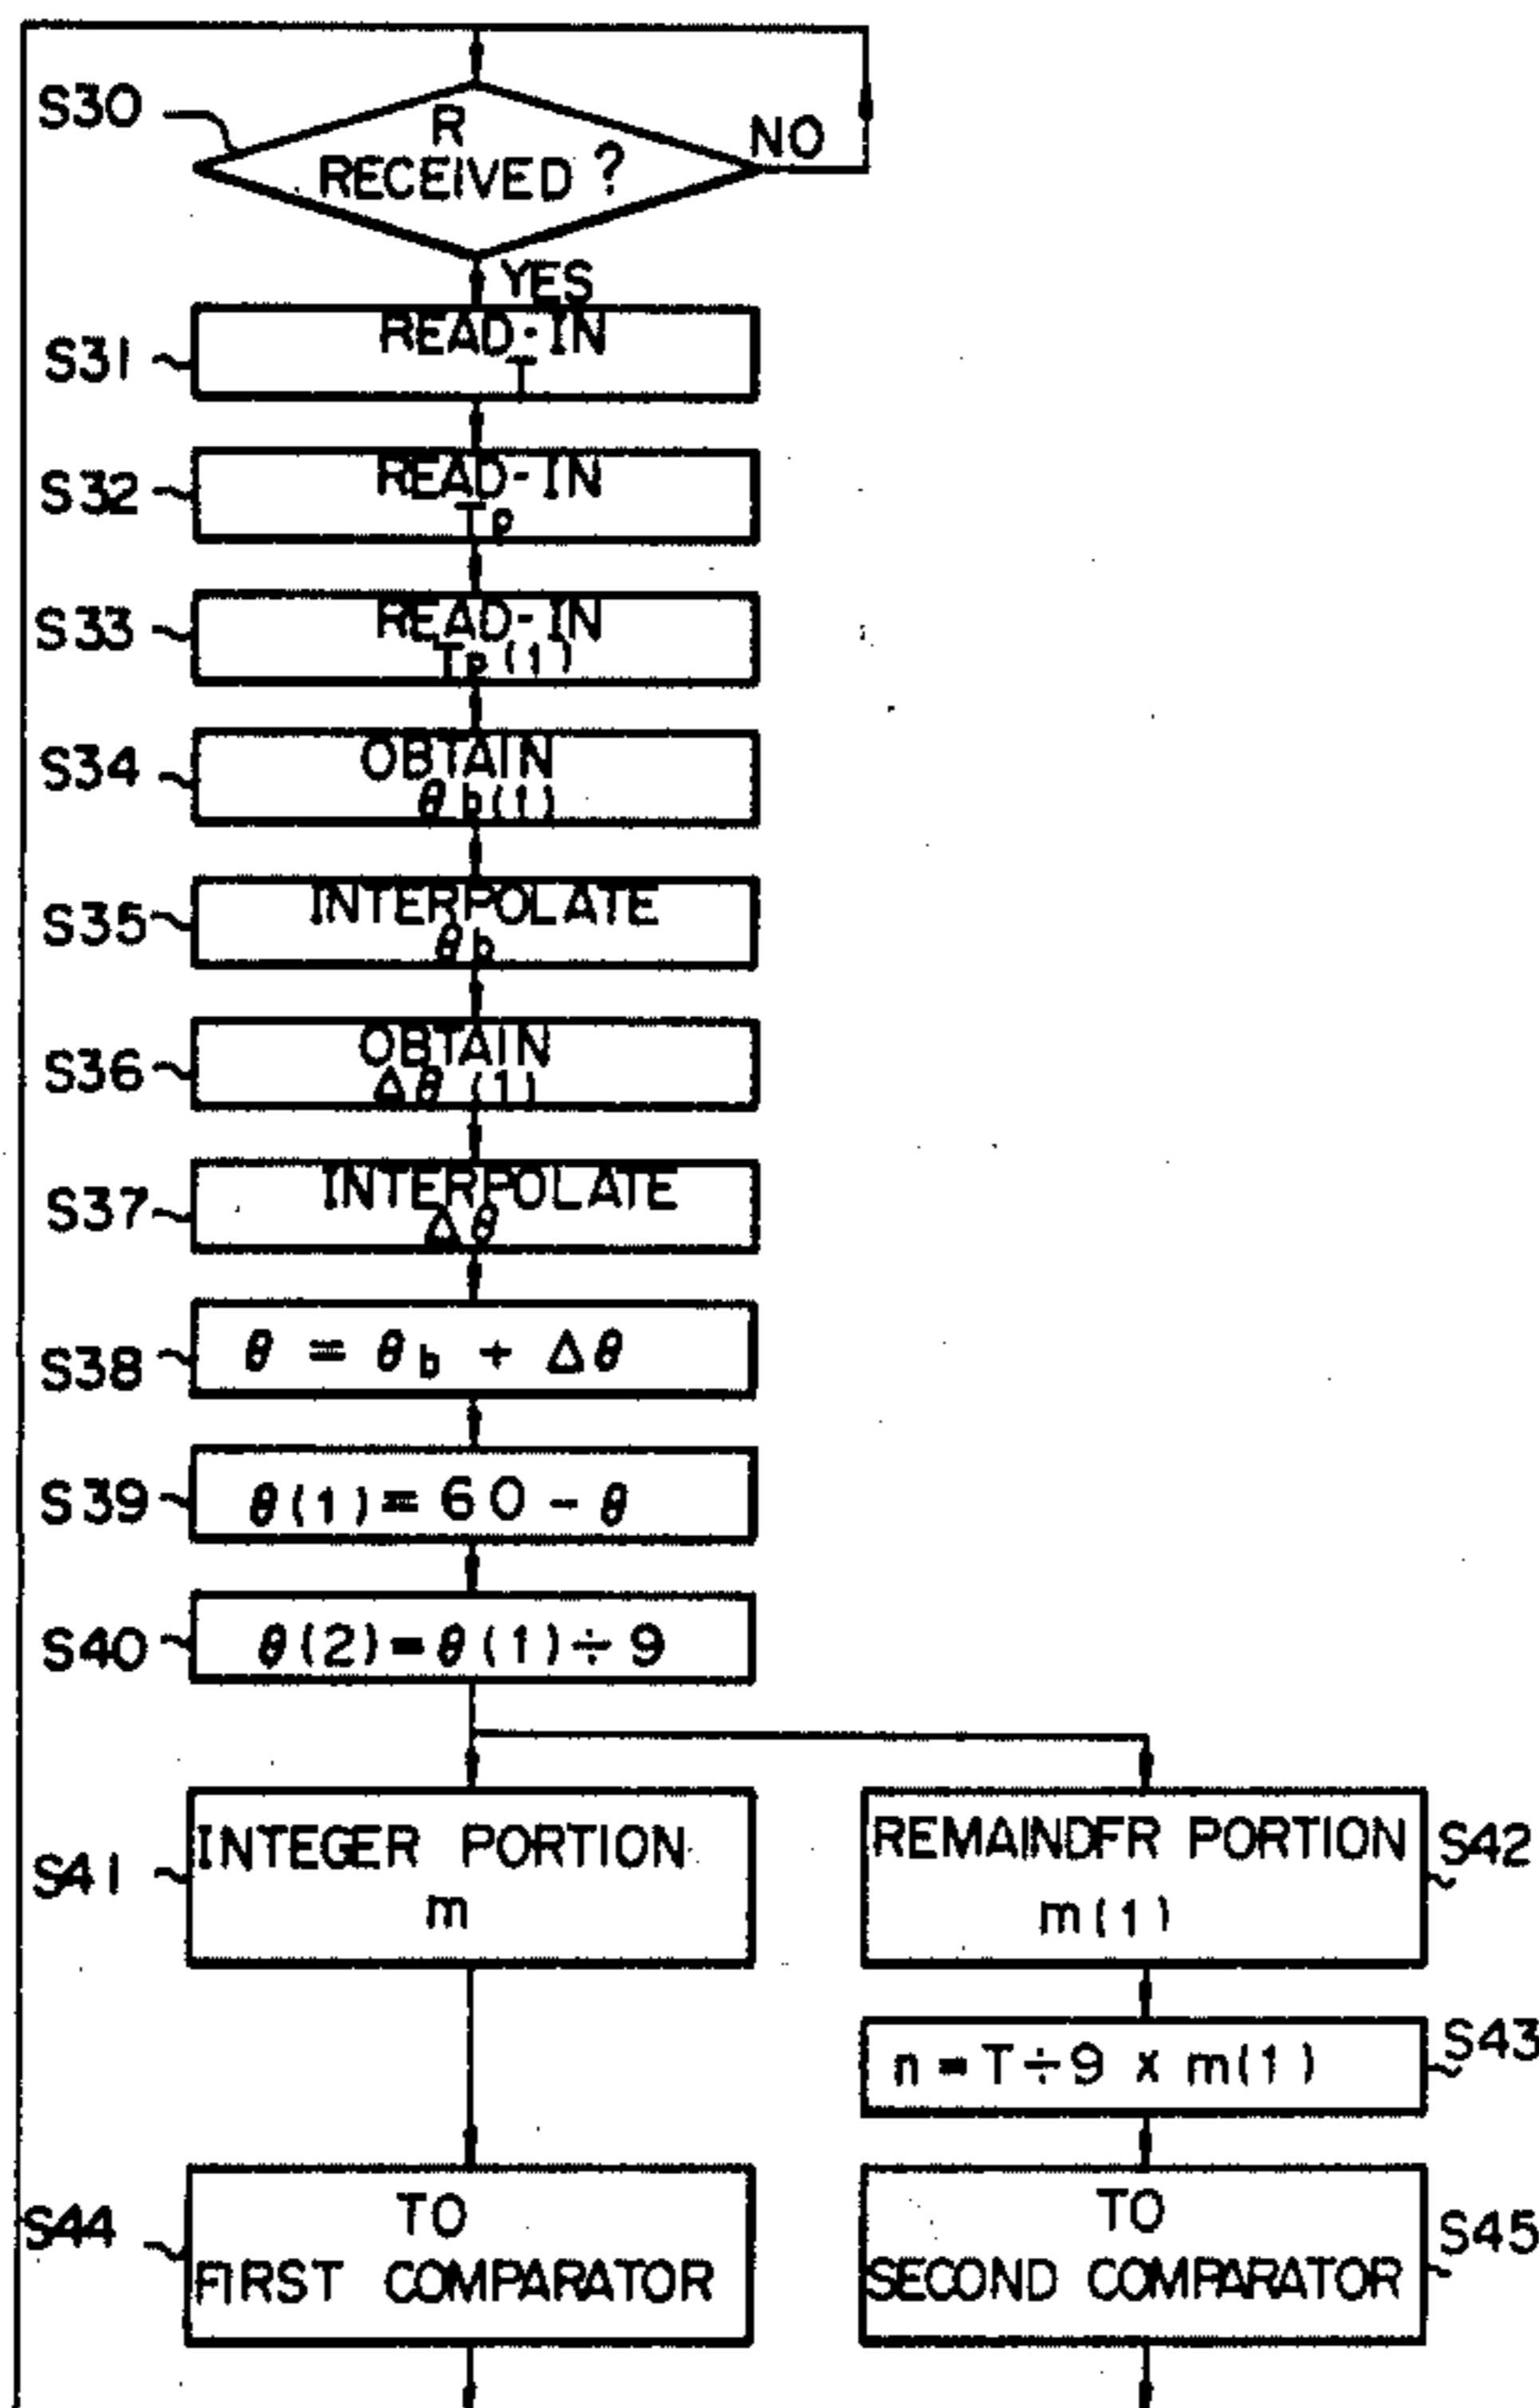 S30
R
RECEIVED ?
NO
YES
S31
READ-IN
T
S32
READ-IN
Tp
S33
READ-IN
Tp(1)
S34
OBTAIN
θb(1)
S35
INTERPOLATE
θb
S36
OBTAIN
Δθ(1)
S37
INTERPOLATE
Δθ
S38
θ = θb + Δθ
S39
θ(1) = 60 - θ
S40
θ(2) = θ(1) ÷ 9
S41
INTEGER PORTION
m
REMAINDFR PORTION
m(1)
S42
n = T ÷ 9 x m(1)
S43
S44
TO
FIRST COMPARATOR
TO
SECOND COMPARATOR
S45